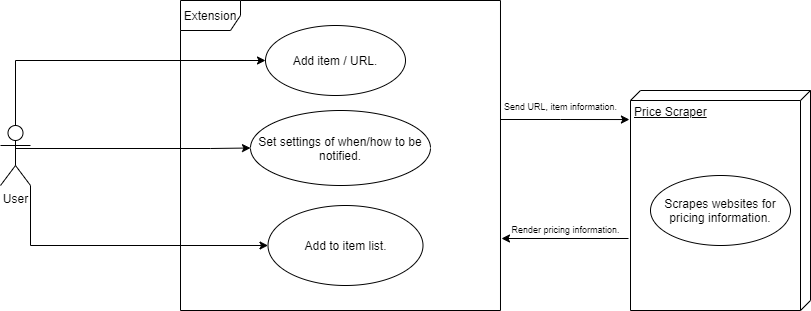 Extension
Add item / URL.
Send URL, item information.
Price Scraper
Set settings of when/how to be
notified.
User
Scrapes websites for
pricing information.
Render pricing information.
Add to item list.